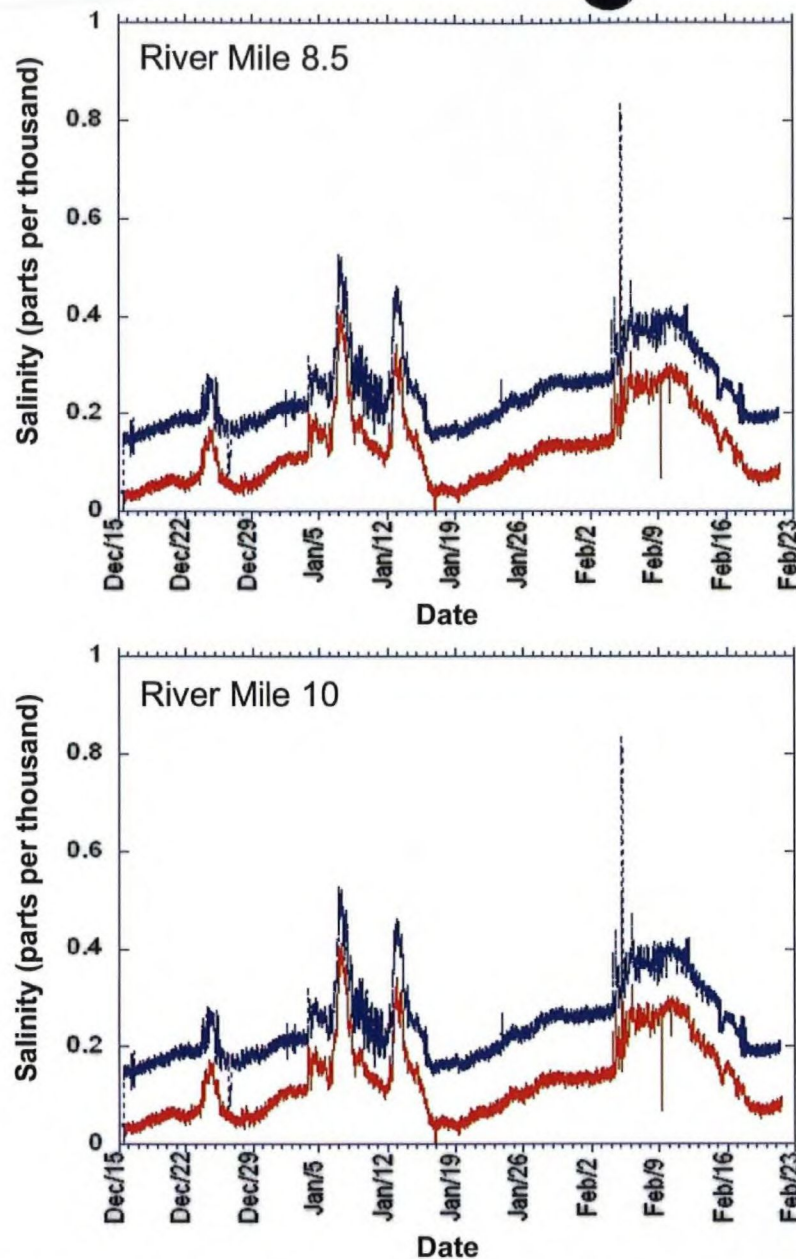 River Mile 8.5
Salinity (parts per thousand)
1
0.8
0.6
0.4
0.2
0
Dec/15 Dec/22 Dec/29 Jan/5 Jan/12 Jan/19 Jan/26 Feb/2 Feb/9 Feb/16 Feb/23
Date
River Mile 10
Salinity (parts per thousand)
1
0.8
0.6
0.4
0.2
0
Dec/15 Dec/22 Dec/29 Jan/5 Jan/12 Jan/19 Jan/26 Feb/2 Feb/9 Feb/16 Feb/23
Date